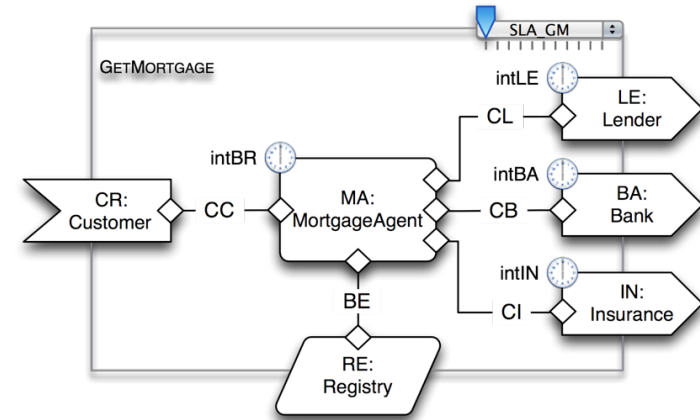 SLA_GM
GETMORTGAGE
intLE
LE:
Lender
CL
intBR
MA:
MortgageAgent
intBA
BA:
Bank
CB
CR:
Customer
CC
intIN
IN:
Insurance
CI
BE
RE:
Registry